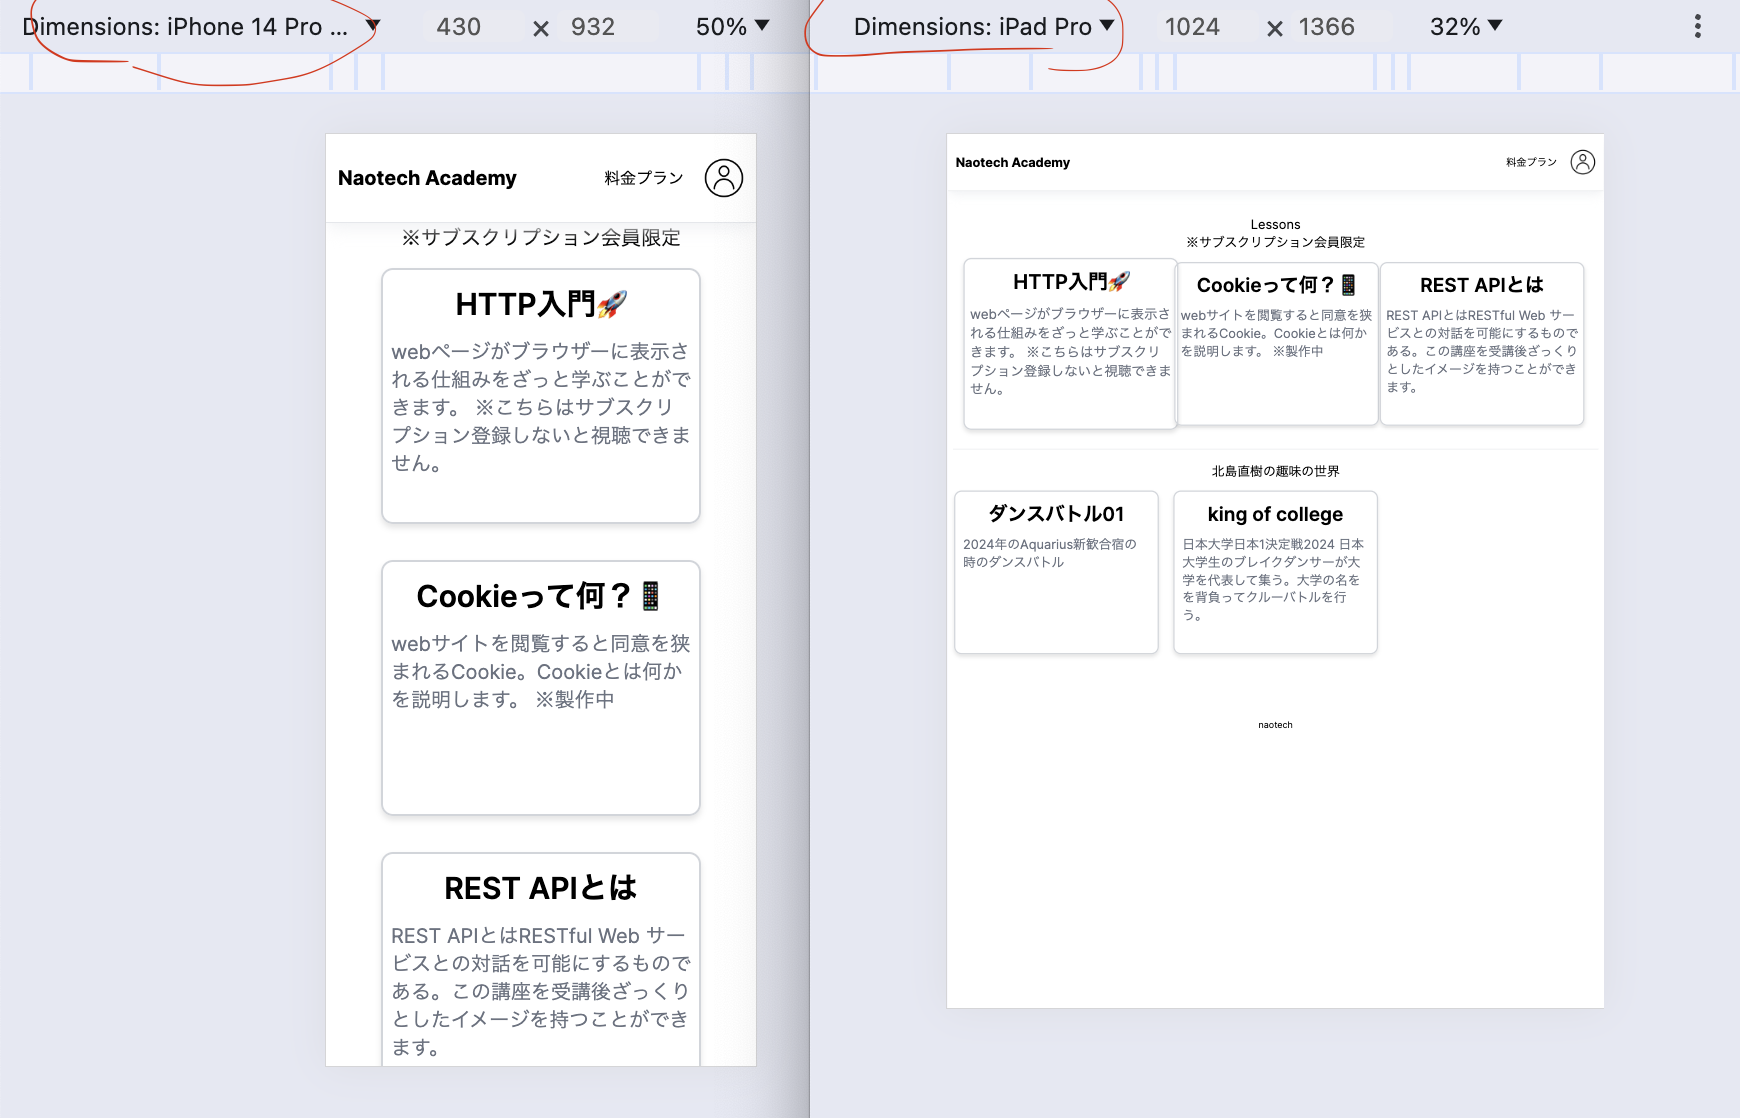 Dimensions: iPhone 14 Pro ... ▼ 430 × 932 50% ▼
Naotech Academy 料金プラン
※サブスクリプション会員限定
HTTP入門🚀
webページがブラウザーに表示さ
れる仕組みをざっと学ぶことがで
きます。 ※こちらはサブスクリ
プション登録しないと視聴できま
せん。
Cookieって何？📱
webサイトを閲覧すると同意を狭
まれるCookie。Cookieとは何か
を説明します。 ※製作中
REST APIとは
REST APIとはRESTful Web サー
ビスとの対話を可能にするもので
ある。この講座を受講後ざっくり
としたイメージを持つことができ
ます。
Dimensions: iPad Pro ▼ 1024 × 1366 32% ▼
Naotech Academy 料金プラン
Lessons
※サブスクリプション会員限定
HTTP入門🚀
webページがブラウザーに表示さ
れる仕組みをざっと学ぶことがで
きます。 ※こちらはサブスクリ
プション登録しないと視聴できま
せん。
Cookieって何？📱
webサイトを閲覧すると同意を狭
まれるCookie。Cookieとは何か
を説明します。 ※製作中
REST APIとは
REST APIとはRESTful Web サー
ビスとの対話を可能にするもので
ある。この講座を受講後ざっくり
としたイメージを持つことができ
ます。
北島直樹の趣味の世界
ダンスバトル01
2024年のAquarius新歓合宿の
時のダンスバトル
king of college
日本大学日本1決定戦2024 日本
大学生のブレイクダンサーが大
学を代表して集う。大学の名を
を背負ってクルーバトルを行
う。
naotech